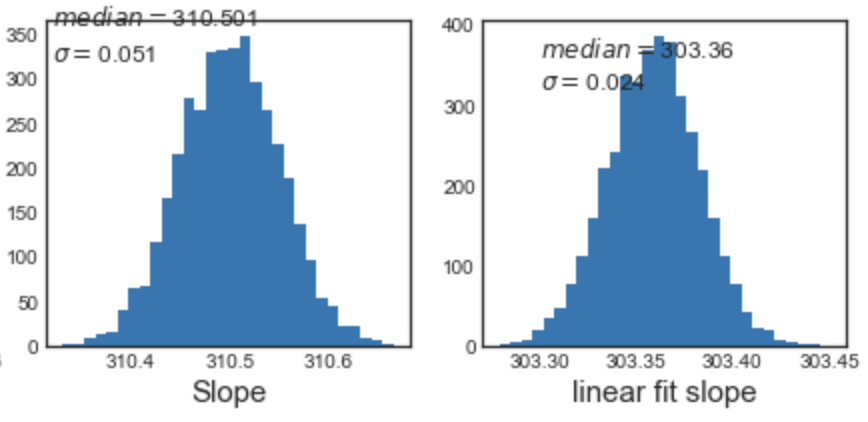 median = 310.501
σ = 0.051
350
300
250
200
150
100
50
0
310.4 310.5 310.6
Slope
400
median = 303.36
σ = 0.024
300
200
100
0
303.30 303.35 303.40 303.45
linear fit slope